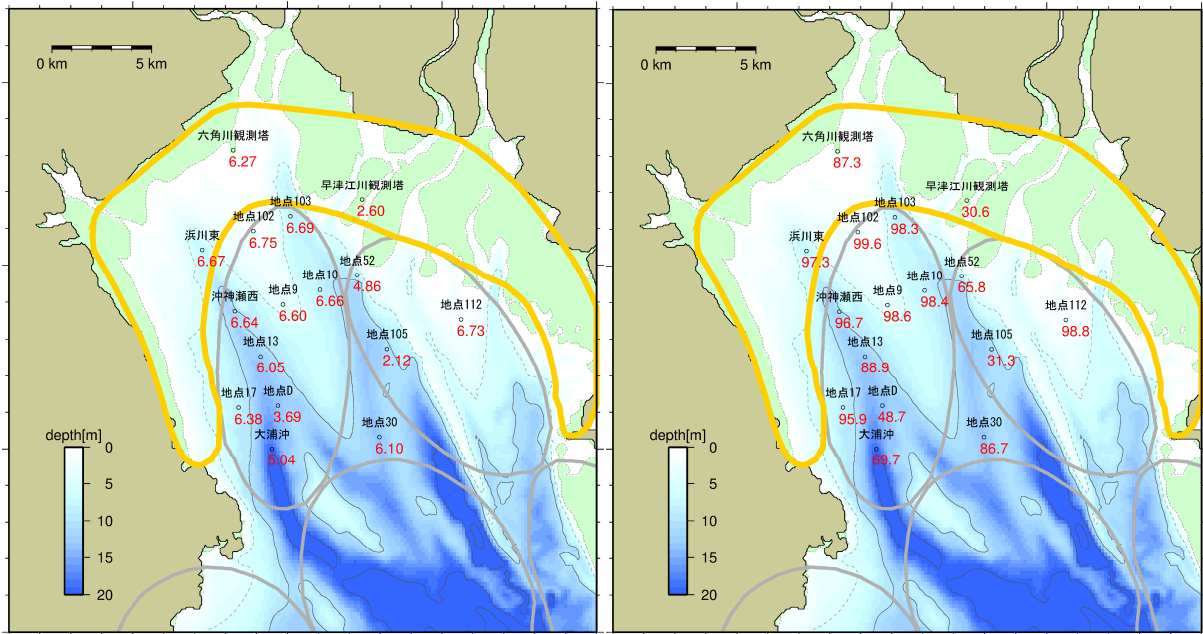 0 km 5 km
六角川観測塔
6.27
早津江川観測塔
2.60
地点103
6.69
地点102
6.75
浜川東
6.67
地点52
4.86
地点10
6.66
地点9
6.60
沖神瀬西
6.64
地点112
6.73
地点13
6.05
地点105
2.12
地点17
6.38
地点D
3.69
地点30
6.10
大浦沖
5.04
depth[m]
0
5
10
15
20
0 km 5 km
六角川観測塔
87.3
早津江川観測塔
30.6
地点103
98.3
地点102
99.6
浜川東
97.3
地点52
65.8
地点10
98.4
地点9
98.6
沖神瀬西
96.7
地点112
98.8
地点13
88.9
地点105
31.3
地点17
95.9
地点D
48.7
地点30
86.7
大浦沖
59.7
depth[m]
0
5
10
15
20